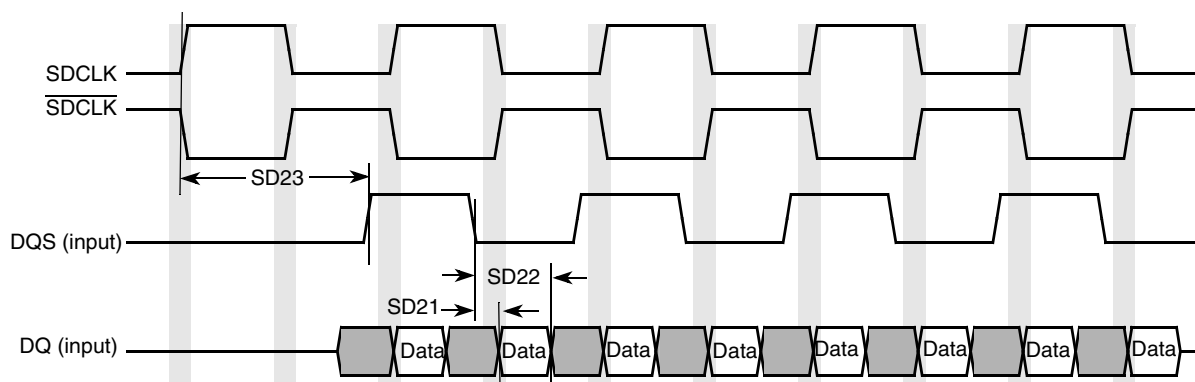 SDCLK
SDCLK
SD23
DQS (input)
SD22
SD21
DQ (input)
Data
Data
Data
Data
Data
Data
Data
Data